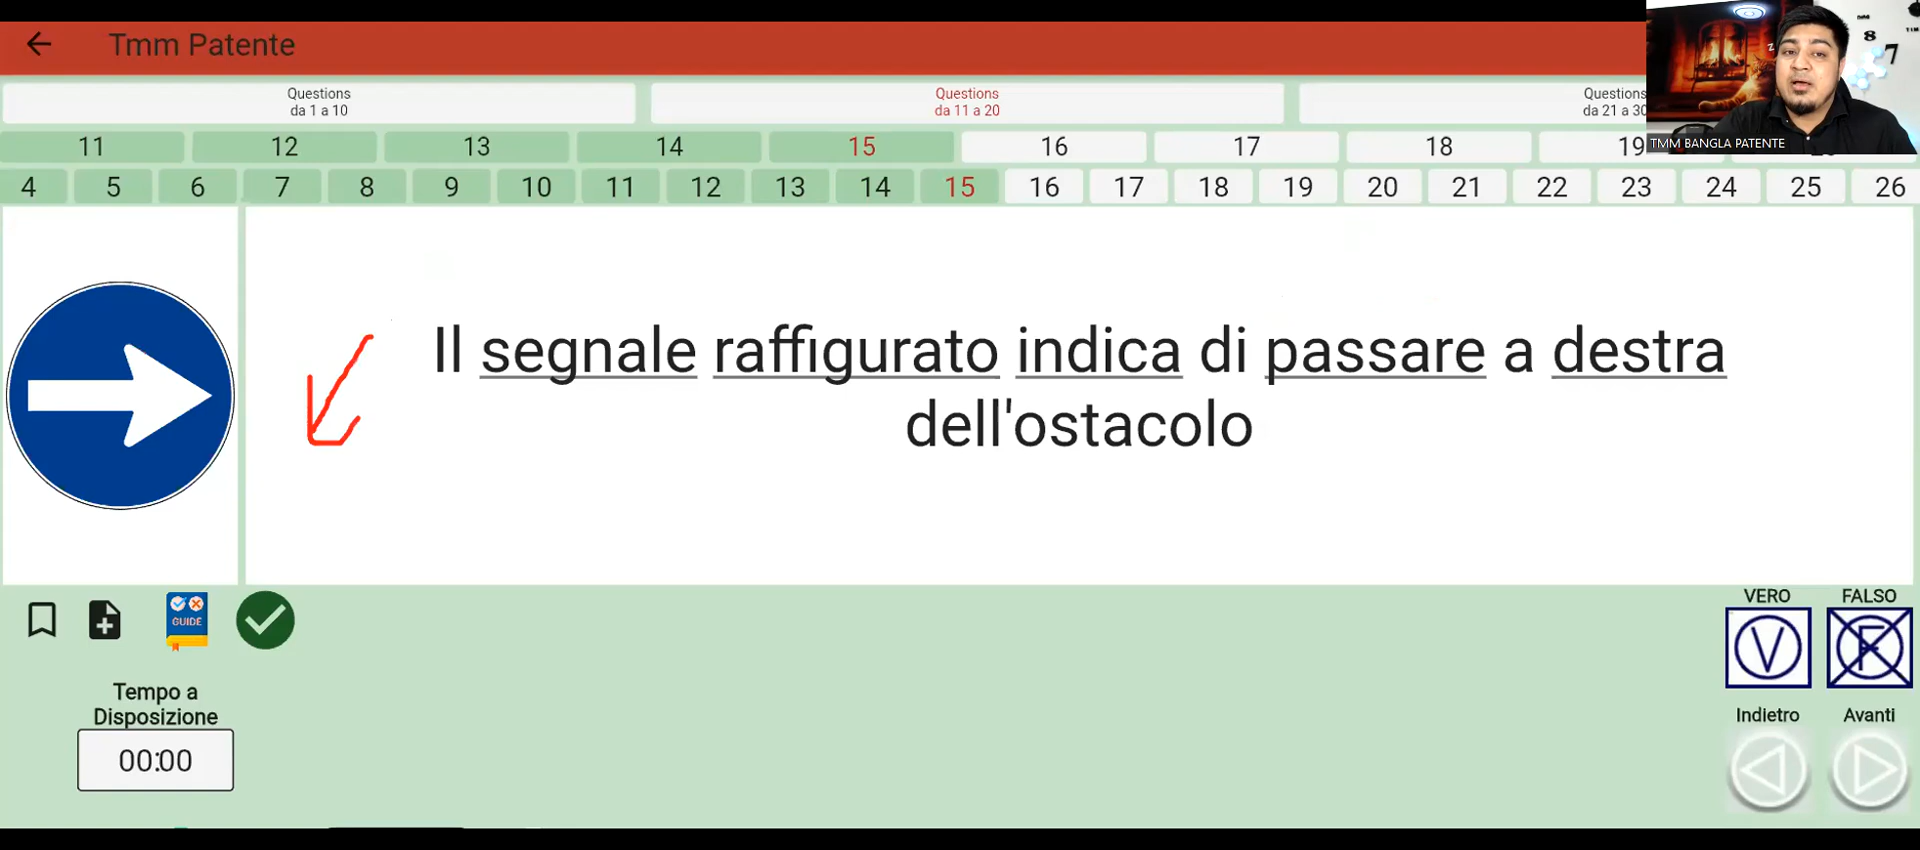 Tmm Patente
Questions
da 1 a 10
Questions
da 11 a 20
Questions
da 21 a 30
8
7
TMM BANGLA PATENTE
11 12 13 14 15 16 17 18 19
4 5 6 7 8 9 10 11 12 13 14 15 16 17 18 19 20 21 22 23 24 25 26
Il segnale raffigurato indica di passare a destra
dell'ostacolo
GUIDE
VERO FALSO
V F
Tempo a
Disposizione
00:00
Indietro Avanti